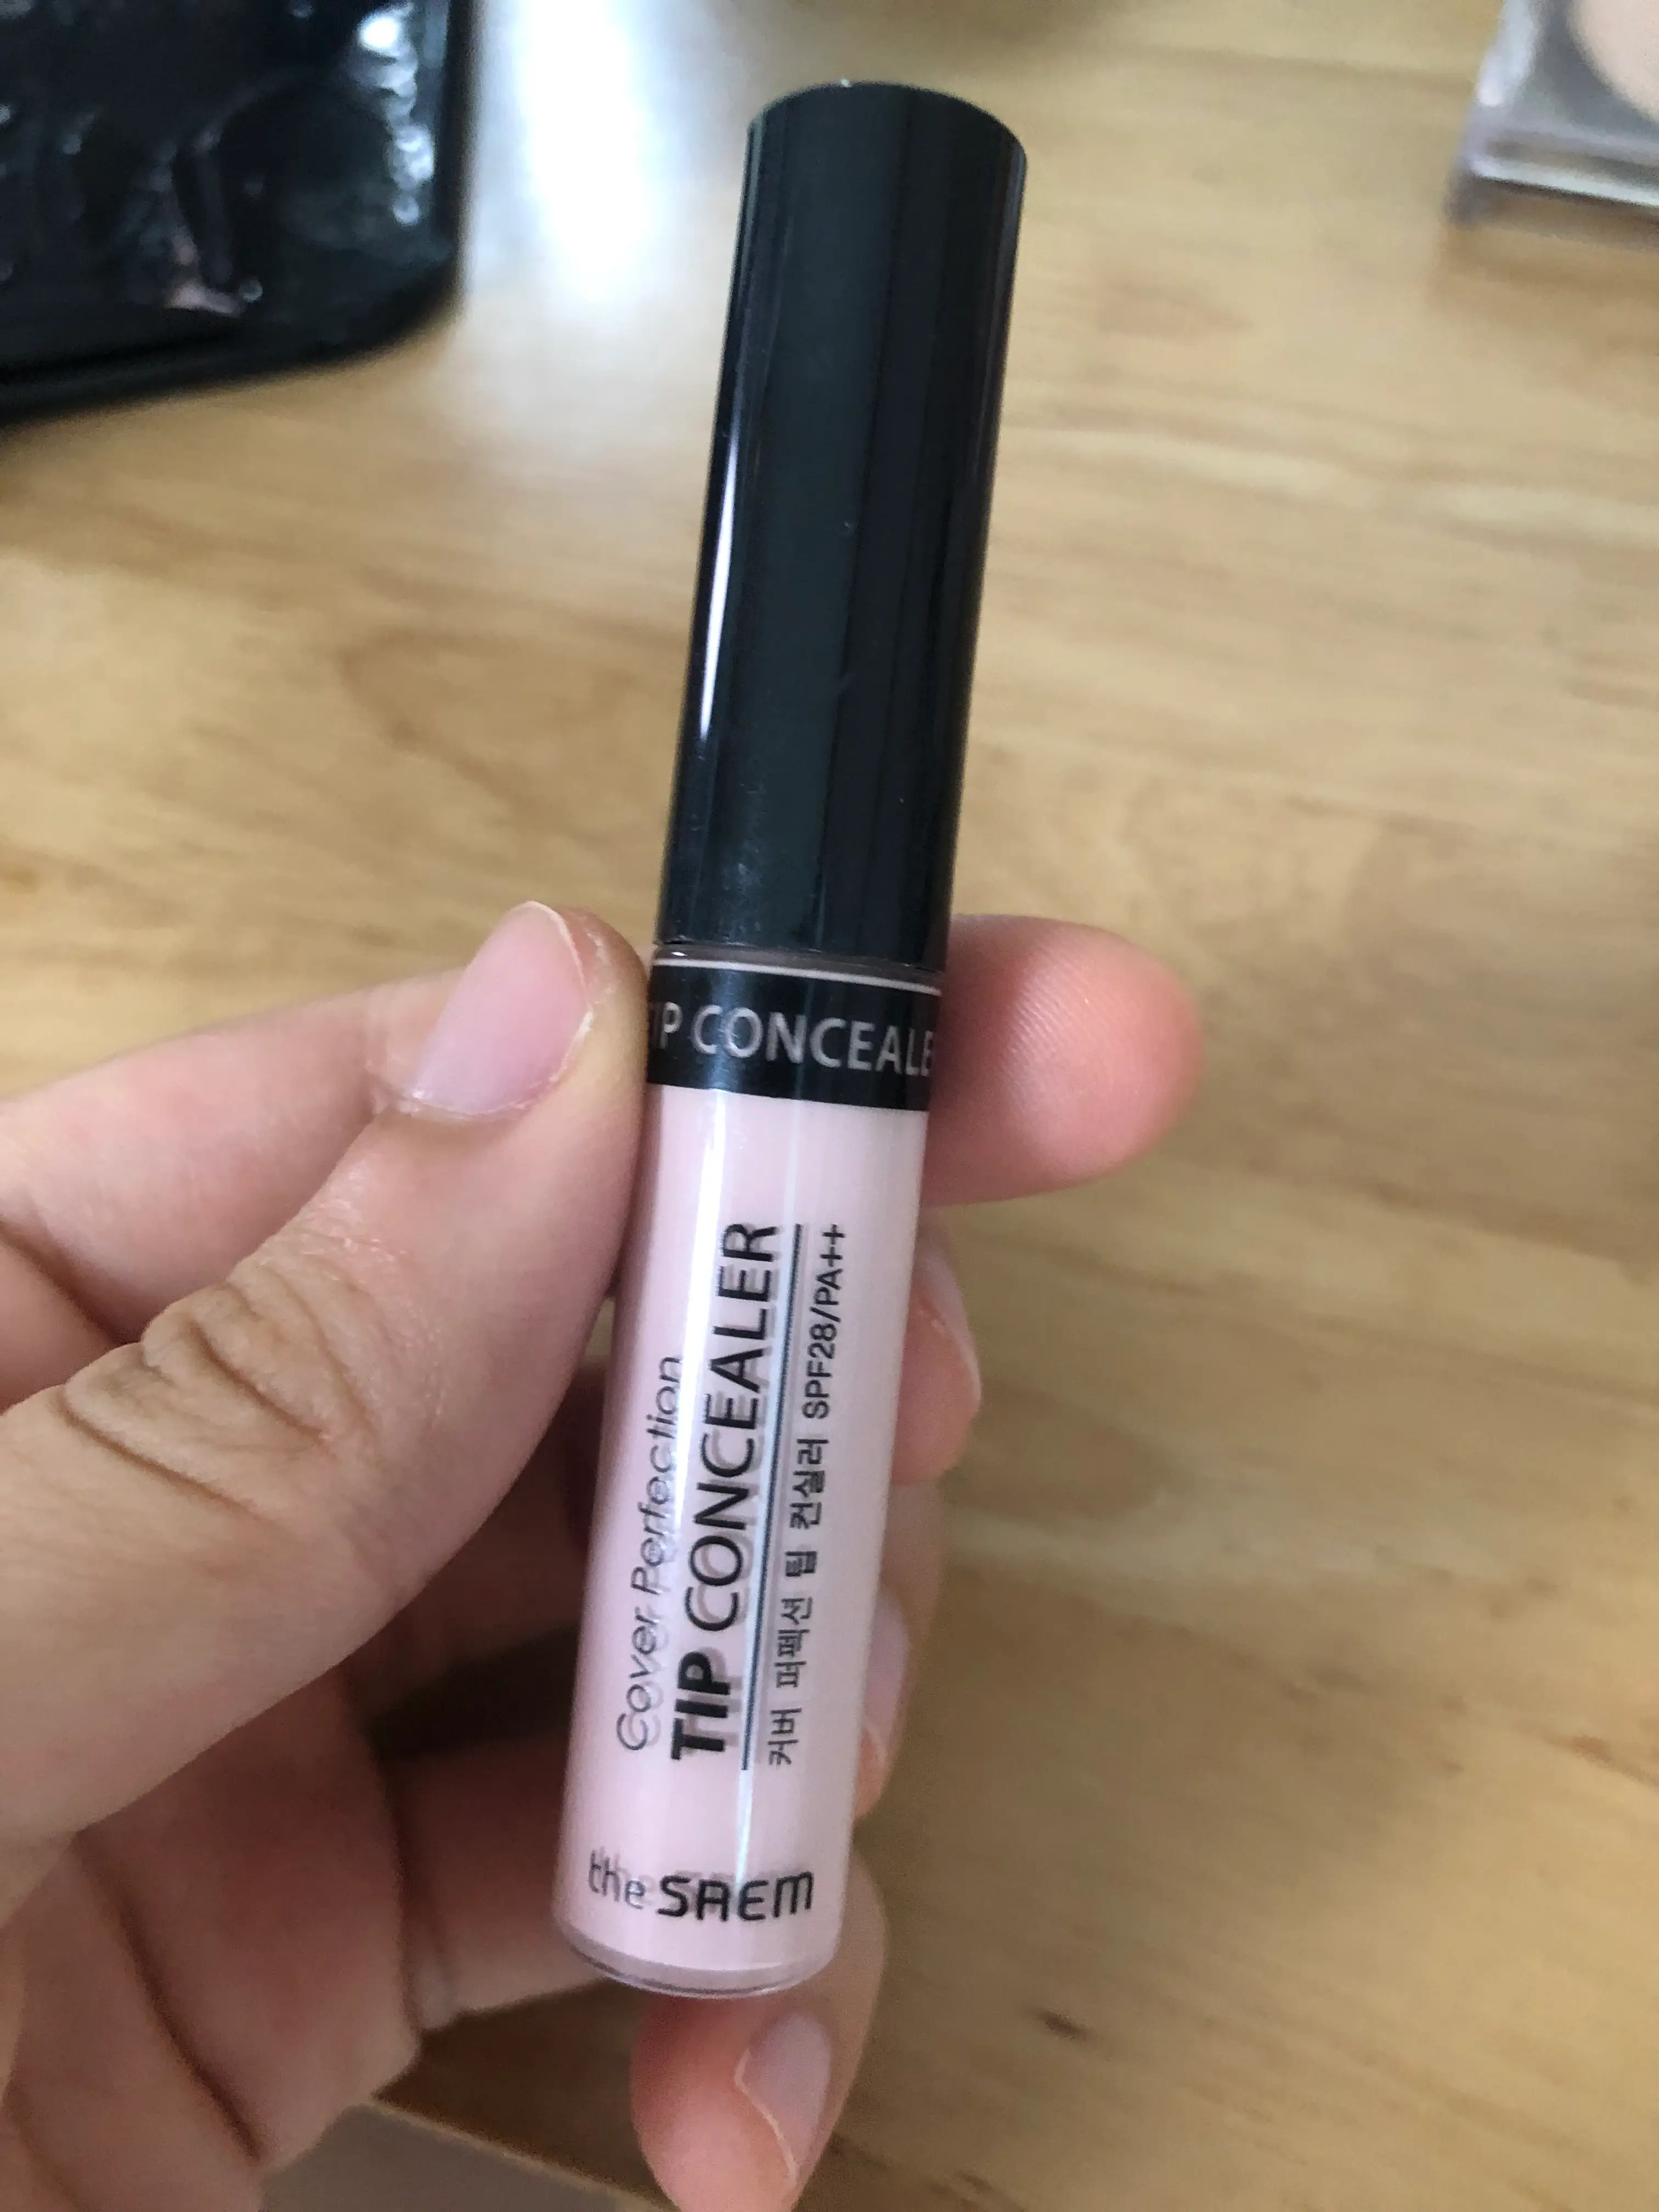 TIP CONCEALE
Cover Perfection
TIP CONCEALER
커버 퍼펙션 팁 컨실러 SPF28/PA++
the SAEM